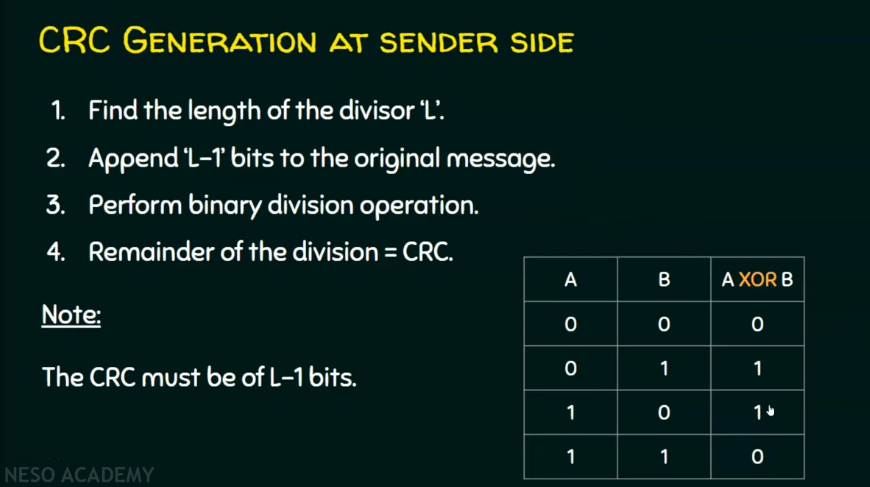 CRC GENERATION AT SENDER SIDE
1. Find the length of the divisor ‘L’.
2. Append ‘L-1’ bits to the original message.
3. Perform binary division operation.
4. Remainder of the division = CRC.
Note:
The CRC must be of L-1 bits.
A B A XOR B
0 0 0
0 1 1
1 0 1
1 1 0
NESO ACADEMY